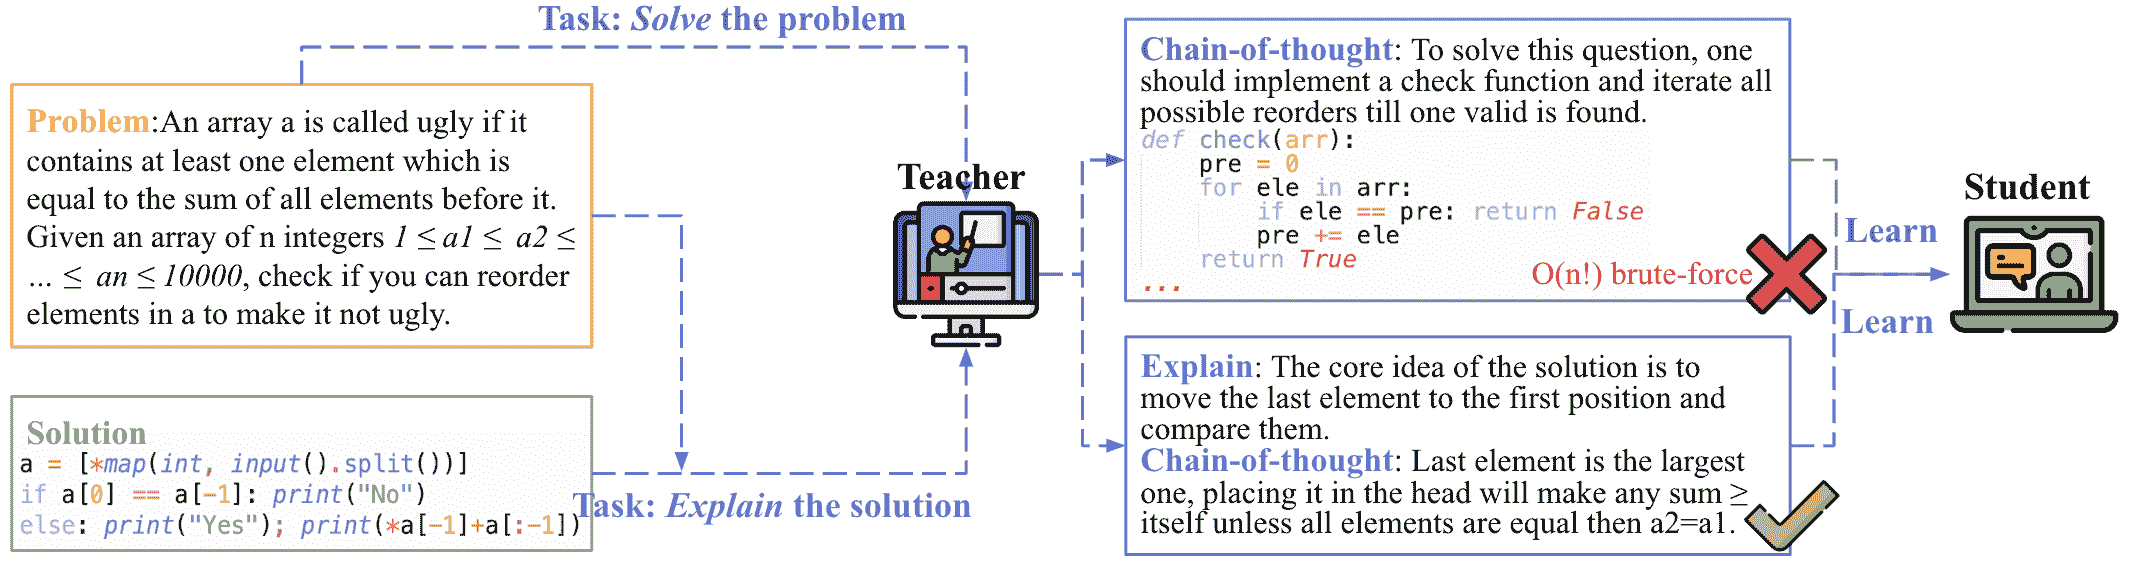 Task: Solve the problem
Problem:An array a is called ugly if it
contains at least one element which is
equal to the sum of all elements before it.
Given an array of n integers 1 ≤ a1 ≤ a2 ≤
... ≤ an ≤ 10000, check if you can reorder
elements in a to make it not ugly.
Solution
a = [*map(int, input().split())]
if a[0] == a[-1]: print("No")
else: print("Yes"); print(*a[-1]+a[:-1])
Task: Explain the solution
Teacher
Chain-of-thought: To solve this question, one
should implement a check function and iterate all
possible reorders till one valid is found.
def check(arr):
    pre = 0
    for ele in arr:
        if ele == pre: return False
        pre += ele
    return True
...
O(n!) brute-force
Explain: The core idea of the solution is to
move the last element to the first position and
compare them.
Chain-of-thought: Last element is the largest
one, placing it in the head will make any sum ≥
itself unless all elements are equal then a2=a1.
Learn
Learn
Student